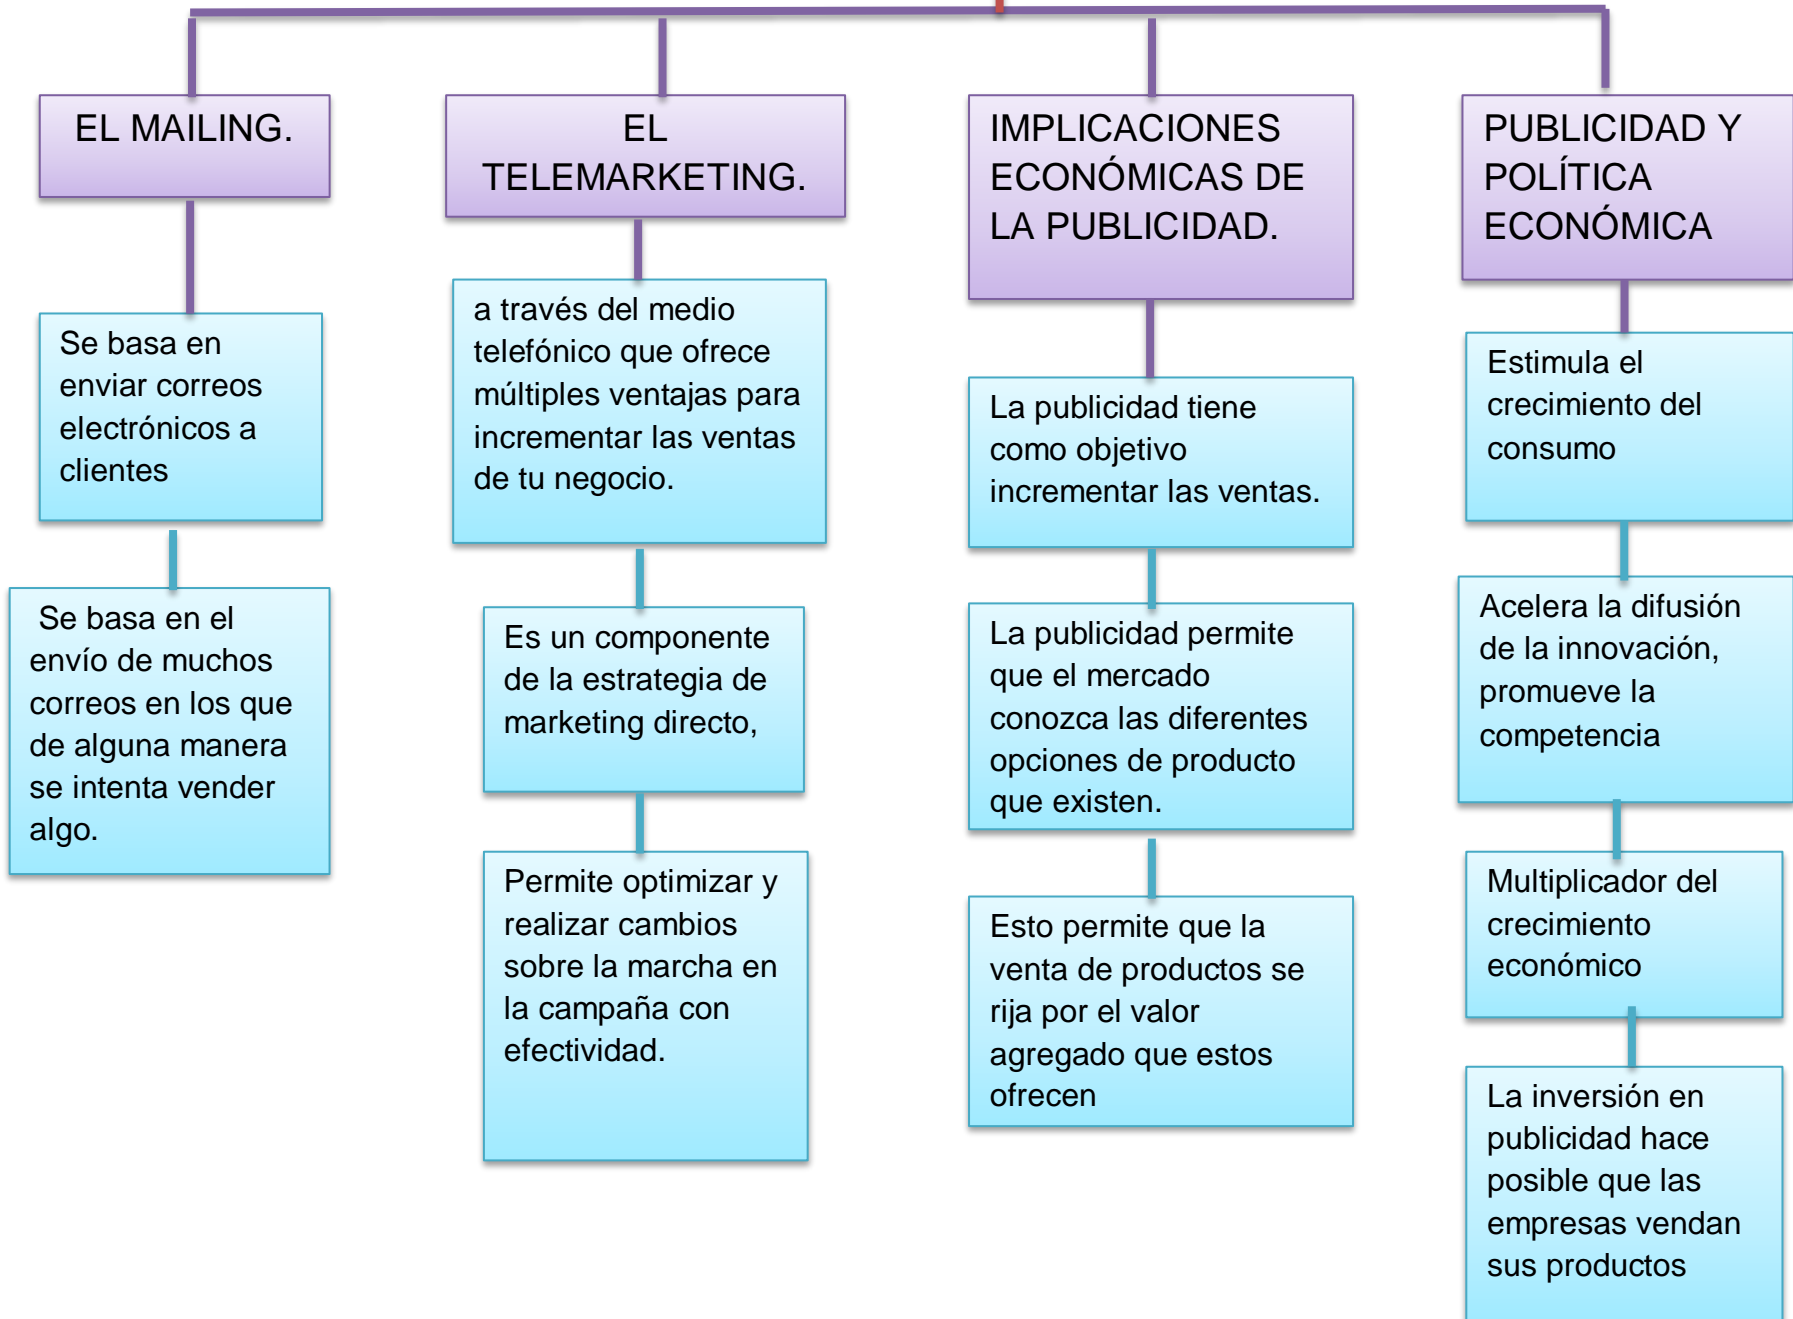 EL MAILING.
Se basa en
enviar correos
electrónicos a
clientes
Se basa en el
envío de muchos
correos en los que
de alguna manera
se intenta vender
algo.
EL
TELEMARKETING.
a través del medio
telefónico que ofrece
múltiples ventajas para
incrementar las ventas
de tu negocio.
Es un componente
de la estrategia de
marketing directo,
Permite optimizar y
realizar cambios
sobre la marcha en
la campaña con
efectividad.
IMPLICACIONES
ECONÓMICAS DE
LA PUBLICIDAD.
La publicidad tiene
como objetivo
incrementar las ventas.
La publicidad permite
que el mercado
conozca las diferentes
opciones de producto
que existen.
Esto permite que la
venta de productos se
rija por el valor
agregado que estos
ofrecen
PUBLICIDAD Y
POLÍTICA
ECONÓMICA
Estimula el
crecimiento del
consumo
Acelera la difusión
de la innovación,
promueve la
competencia
Multiplicador del
crecimiento
económico
La inversión en
publicidad hace
posible que las
empresas vendan
sus productos